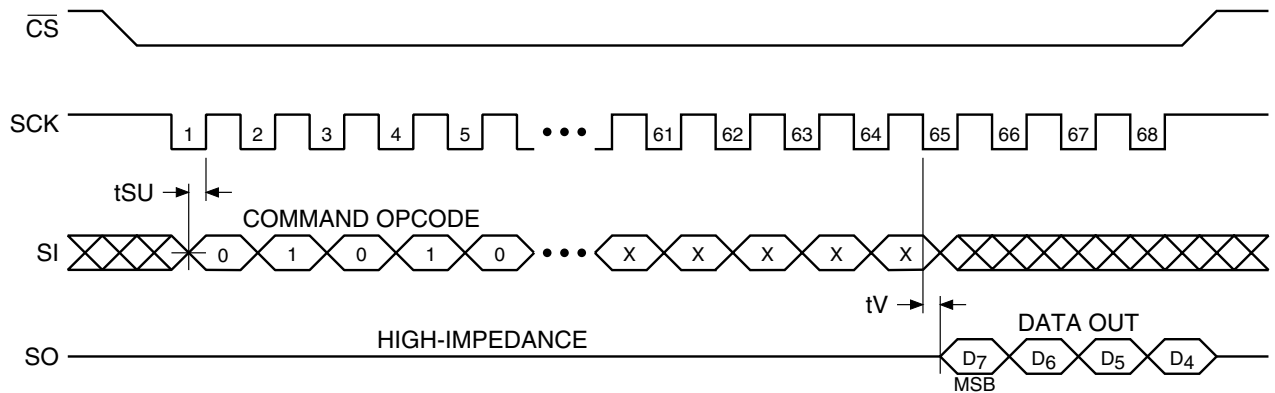 CS
SCK 1 2 3 4 5 ••• 61 62 63 64 65 66 67 68
tSU
COMMAND OPCODE
SI 0 1 0 1 0 ••• X X X X X
tV
HIGH-IMPEDANCE DATA OUT
SO D7 D6 D5 D4
MSB